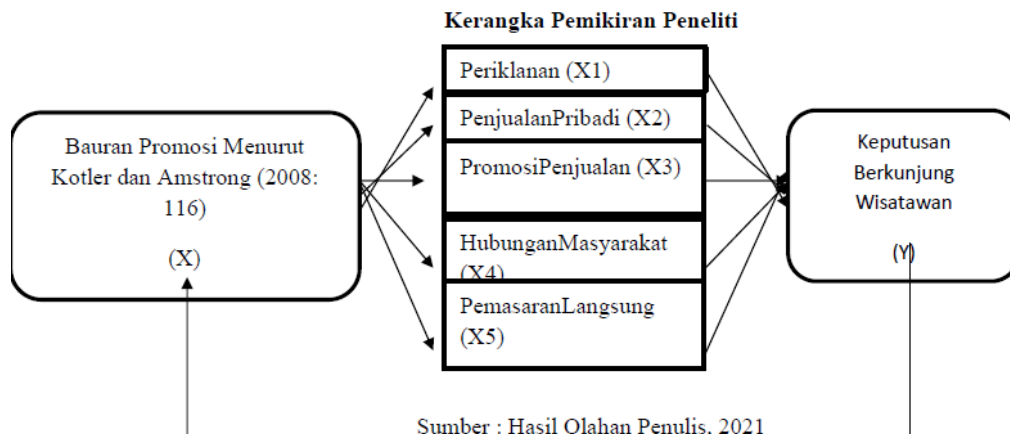 Kerangka Pemikiran Peneliti
Bauran Promosi Menurut
Kotler dan Amstrong (2008:
116)
(X)
Periklanan (X1)
PenjualanPribadi (X2)
PromosiPenjualan (X3)
HubunganMasyarakat
(X4)
PemasaranLangsung
(X5)
Keputusan
Berkunjung
Wisatawan
(Y)
Sumber : Hasil Olahan Penulis, 2021